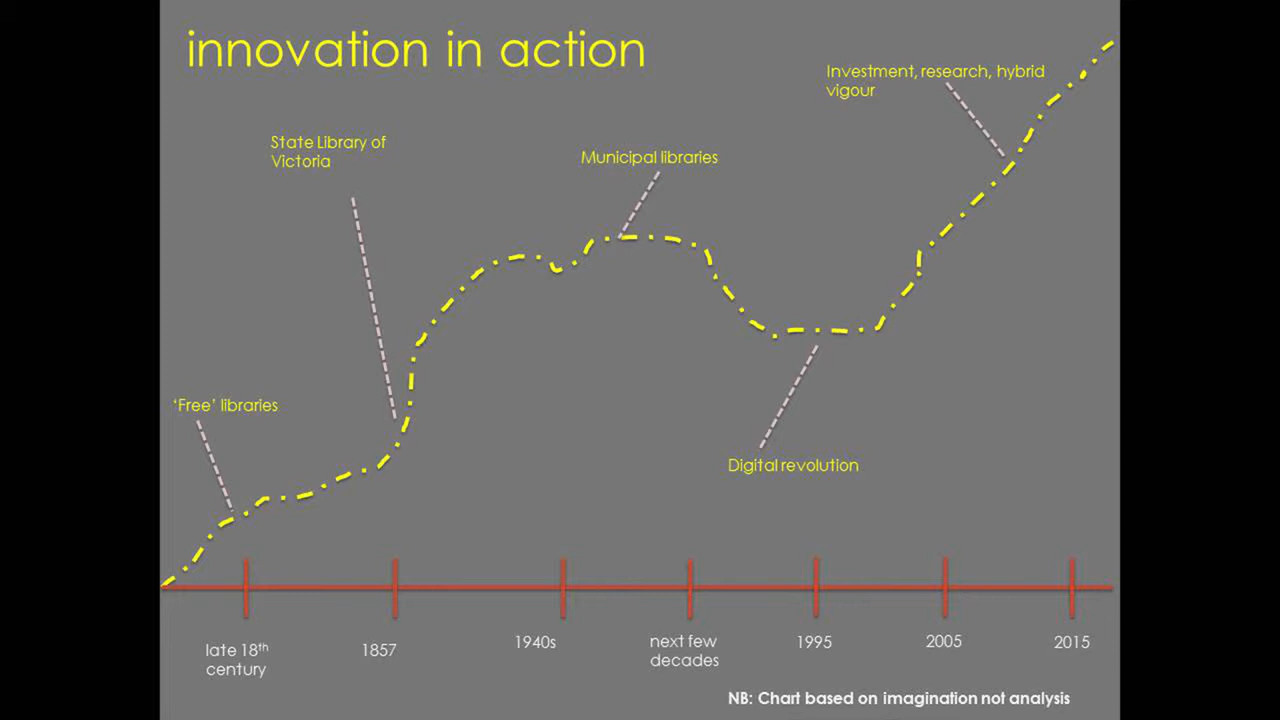 innovation in action
Investment, research, hybrid
vigour
State Library of
Victoria
Municipal libraries
‘Free’ libraries
Digital revolution
late 18th
century
1857
1940s
next few
decades
1995
2005
2015
NB: Chart based on imagination not analysis